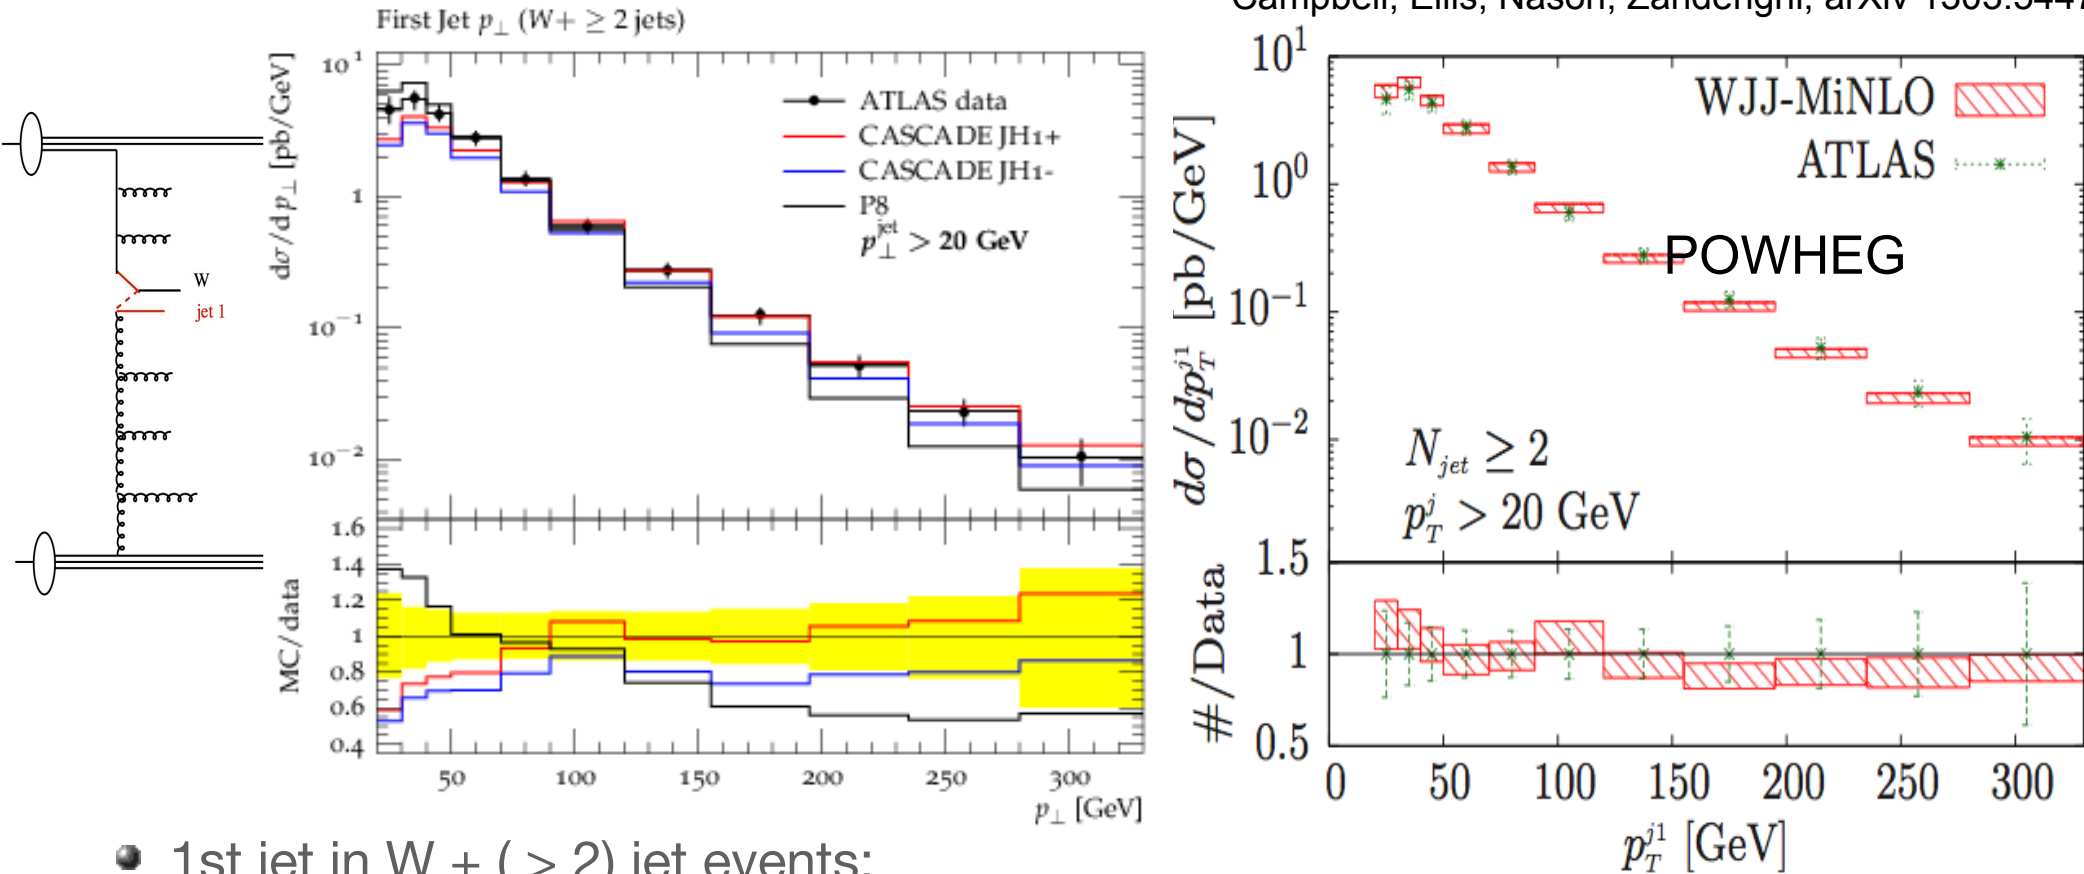 Campbell, Ellis, Nason, Zanderighi, arXiv 1303.5447
W
jet 1
First Jet p⊥ (W+ ≥ 2 jets)
dσ/dp⊥ [pb/GeV]
10¹
1
10⁻¹
10⁻²
ATLAS data
CASCADE JH1+
CASCADE JH1-
P8
p⊥^jet > 20 GeV
MC/data
1.6
1.4
1.2
1
0.8
0.6
0.4
50 100 150 200 250 300
p⊥ [GeV]
dσ/dp_T^j1 [pb/GeV]
10¹
10⁰
10⁻¹
10⁻²
WJJ-MiNLO
ATLAS
POWHEG
N_jet ≥ 2
p_T^j > 20 GeV
#/Data
1.5
1
0.5
0 50 100 150 200 250 300
p_T^j1 [GeV]
1st jet in W + ( > 2) jet events: